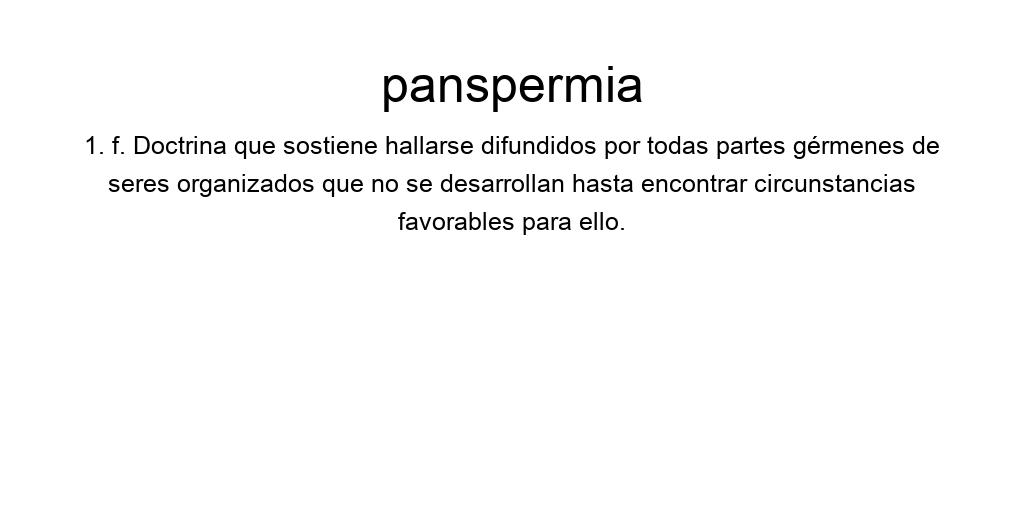 panspermia
1. f. Doctrina que sostiene hallarse difundidos por todas partes gérmenes de
seres organizados que no se desarrollan hasta encontrar circunstancias
favorables para ello.